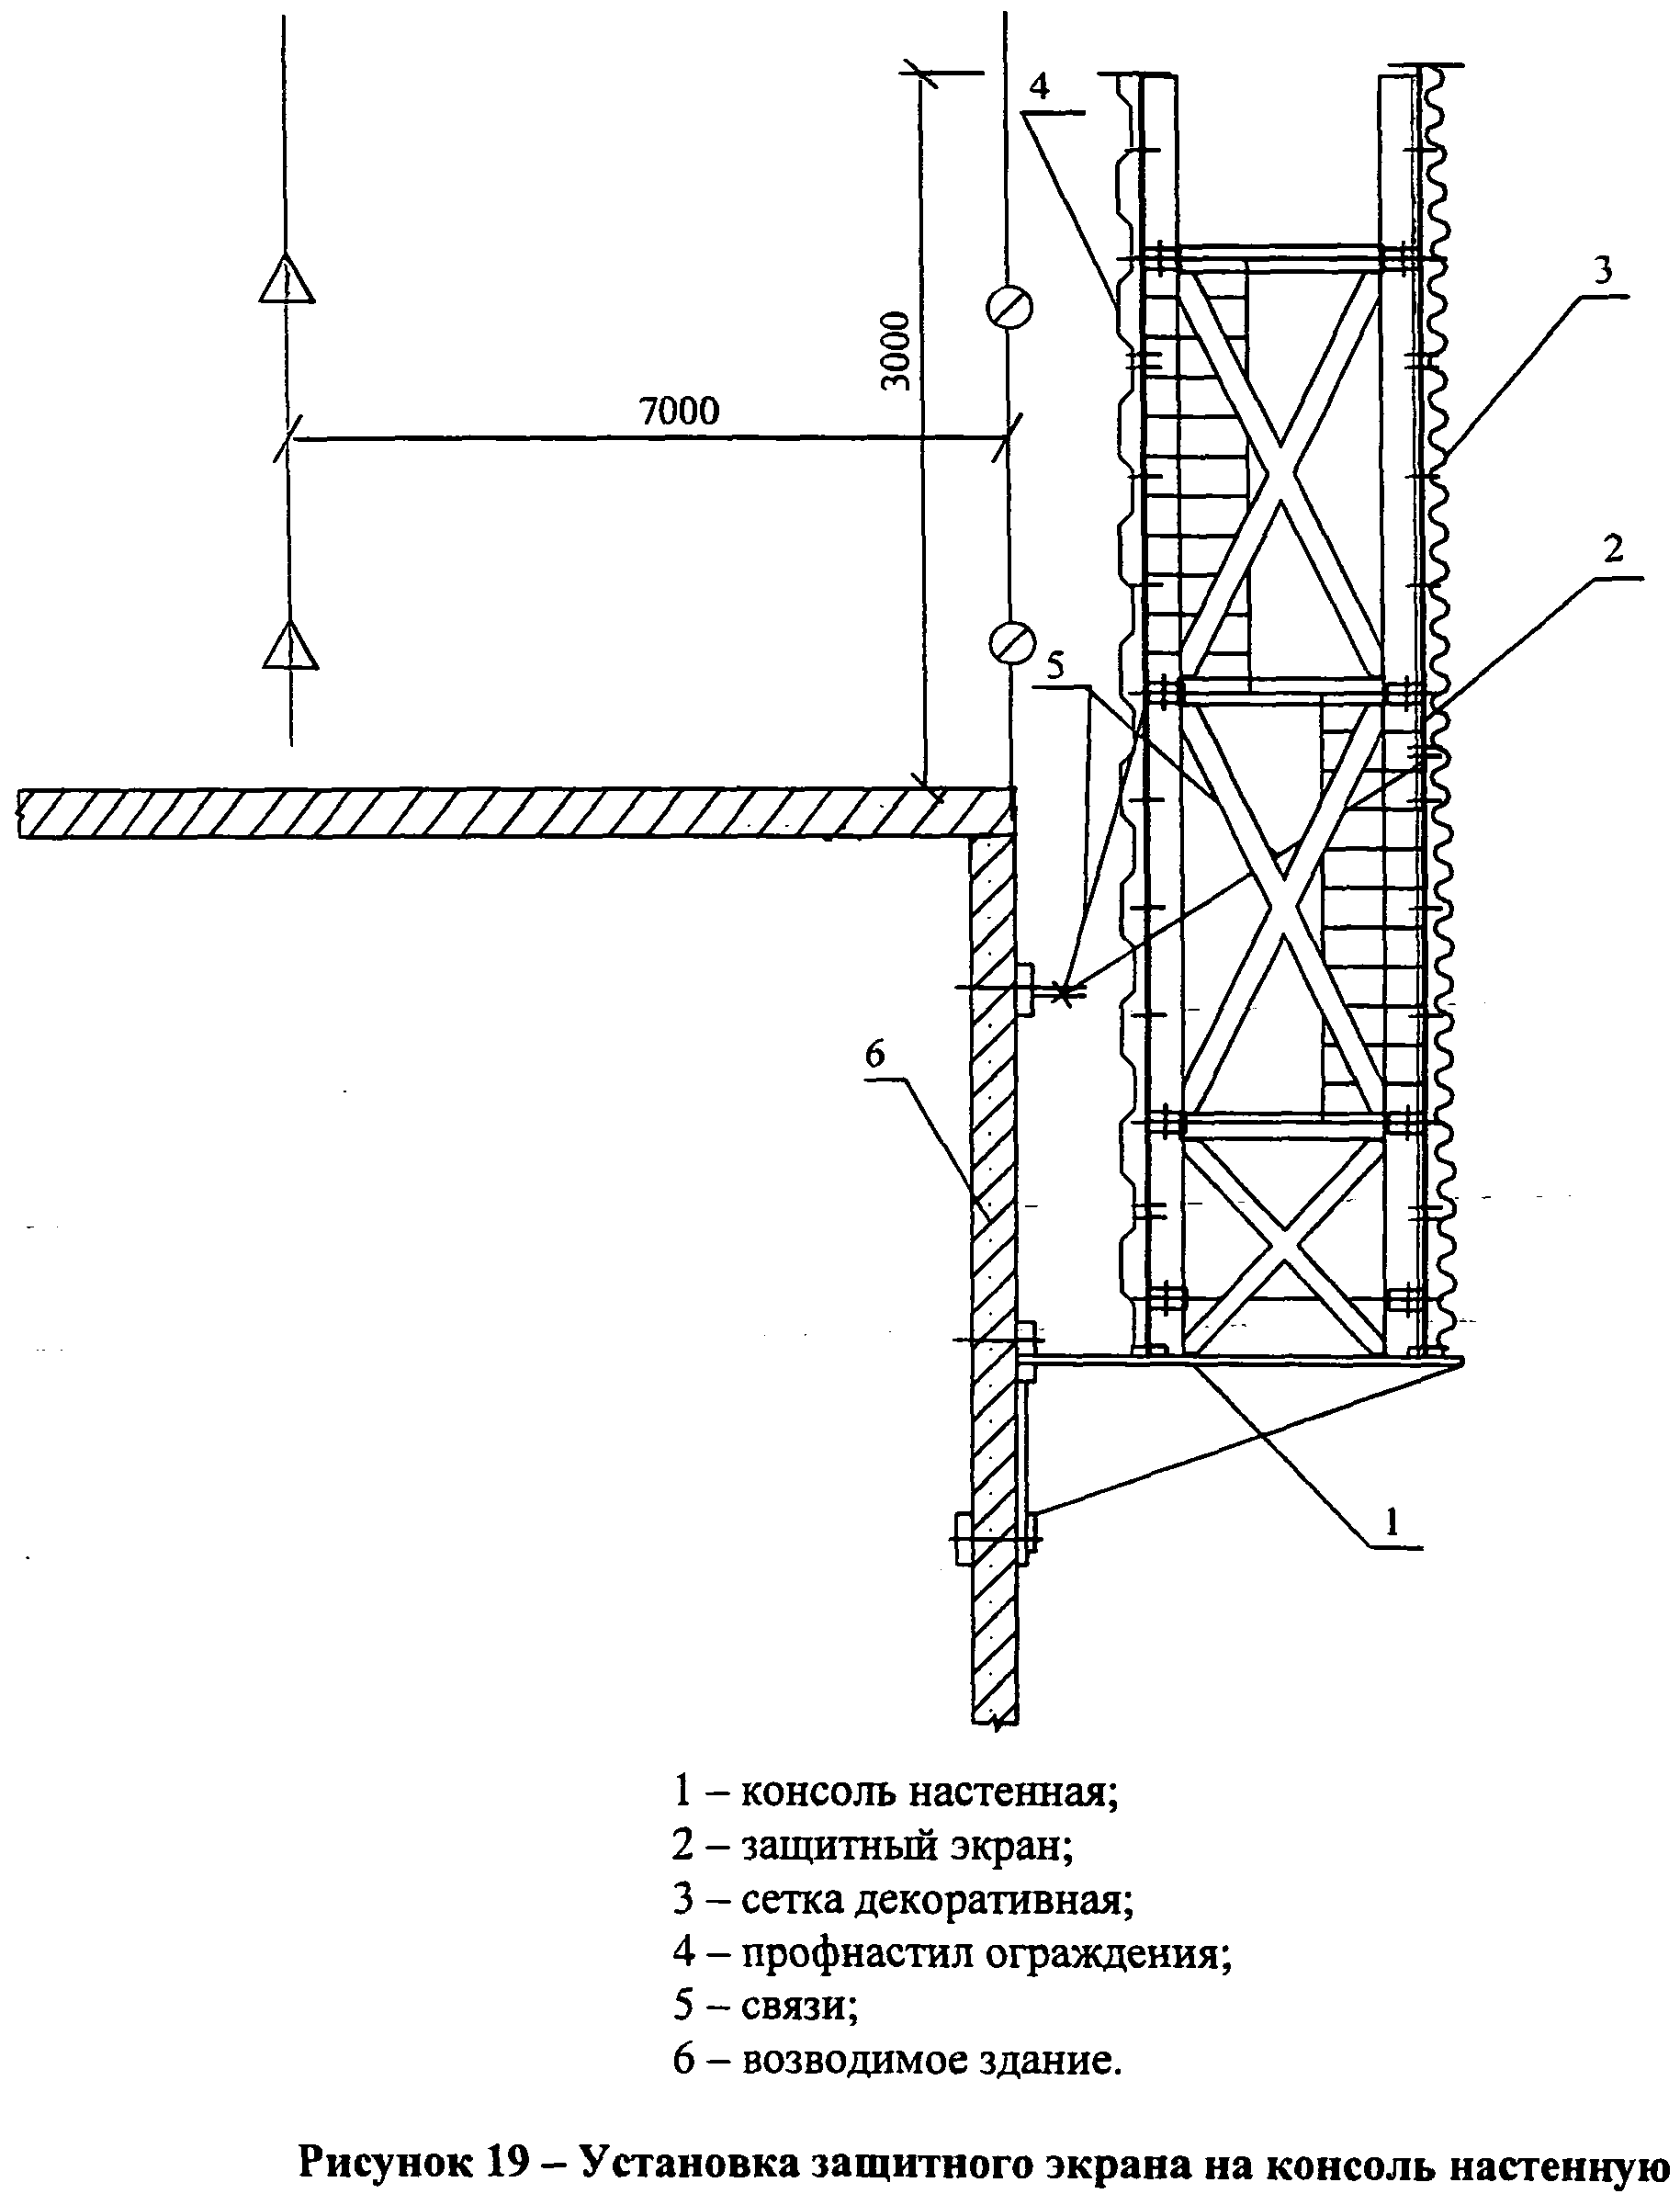 4
3
3000
7000
2
5
6
1
1 – консоль настенная;
2 – защитный экран;
3 – сетка декоративная;
4 – профнастил ограждения;
5 – связи;
6 – возводимое здание.
Рисунок 19 – Установка защитного экрана на консоль настенную